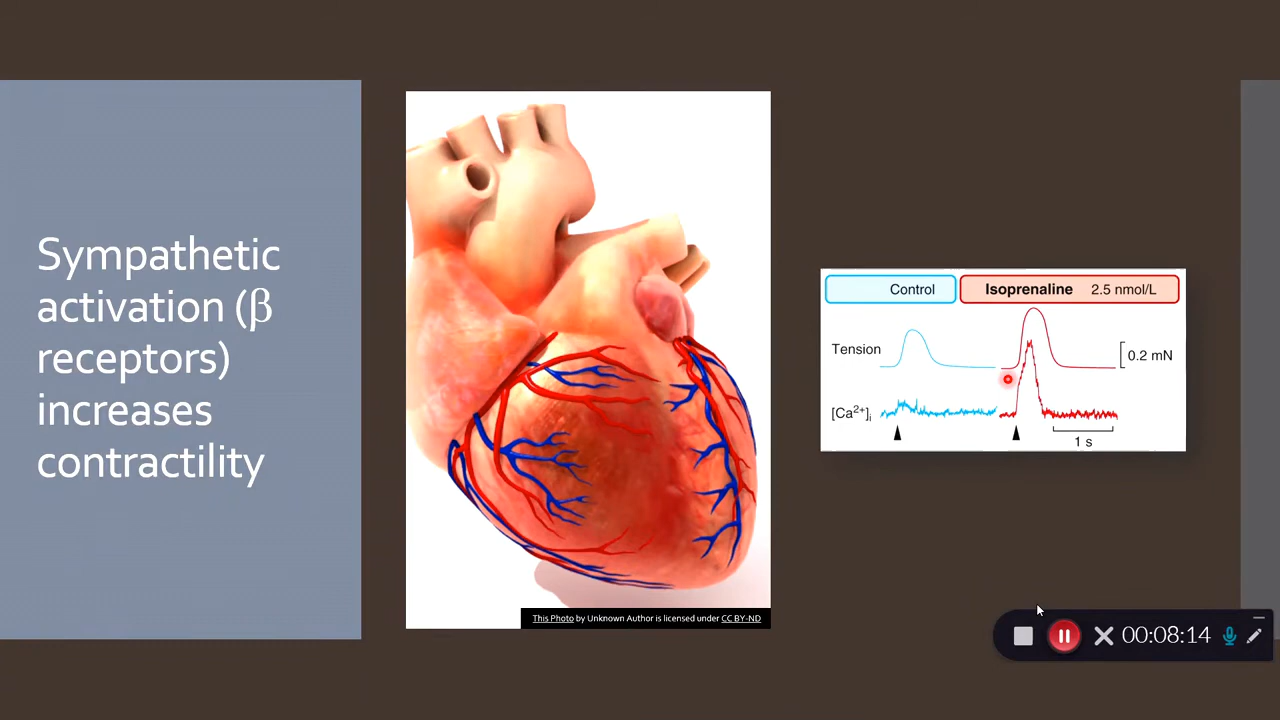 Sympathetic
activation (β
receptors)
increases
contractility
This Photo by Unknown Author is licensed under CC BY-ND
Control
Isoprenaline 2.5 nmol/L
Tension
0.2 mN
[Ca²⁺]ᵢ
1 s
00:08:14